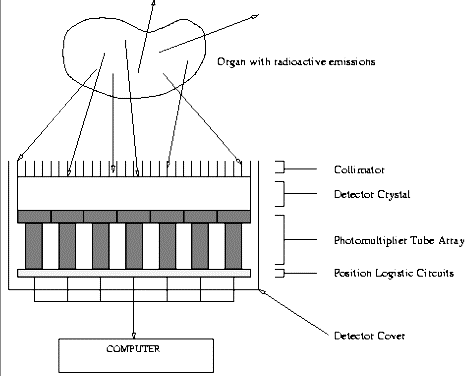 Organ with radioactive emissions
Collimator
Detector Crystal
Photomultiplier Tube Array
Position Logistic Circuits
Detector Cover
COMPUTER